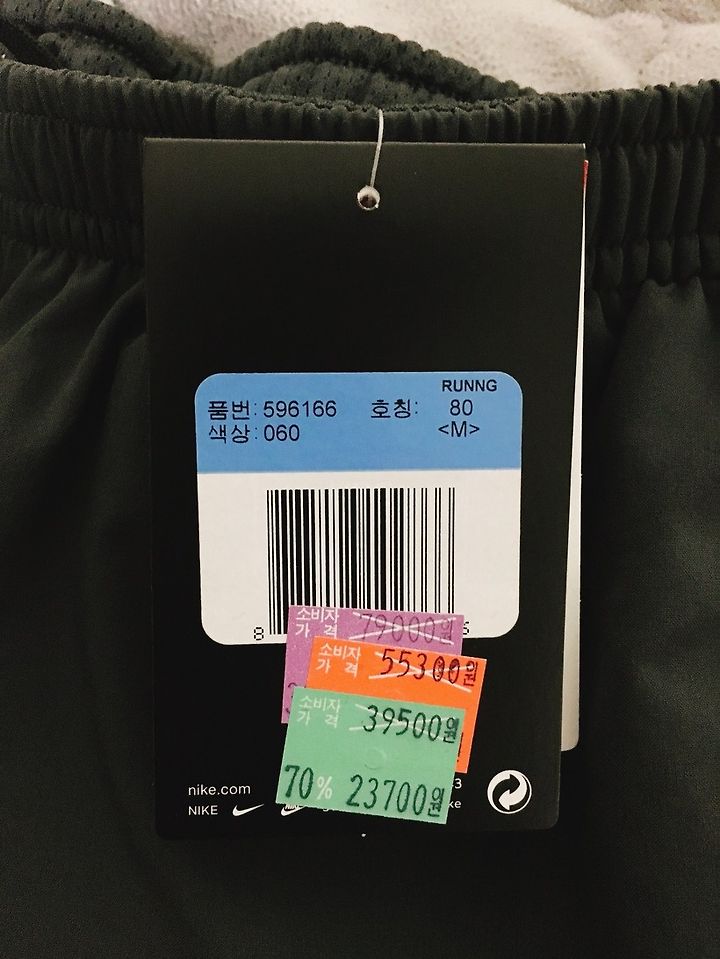 RUNNG
품번: 596166 호칭: 80
색상: 060 <M>
8
소비자
가 격 79000원
소비자
가 격 55300원
소비자
가 격 39500원
70% 23700원
nike.com
NIKE